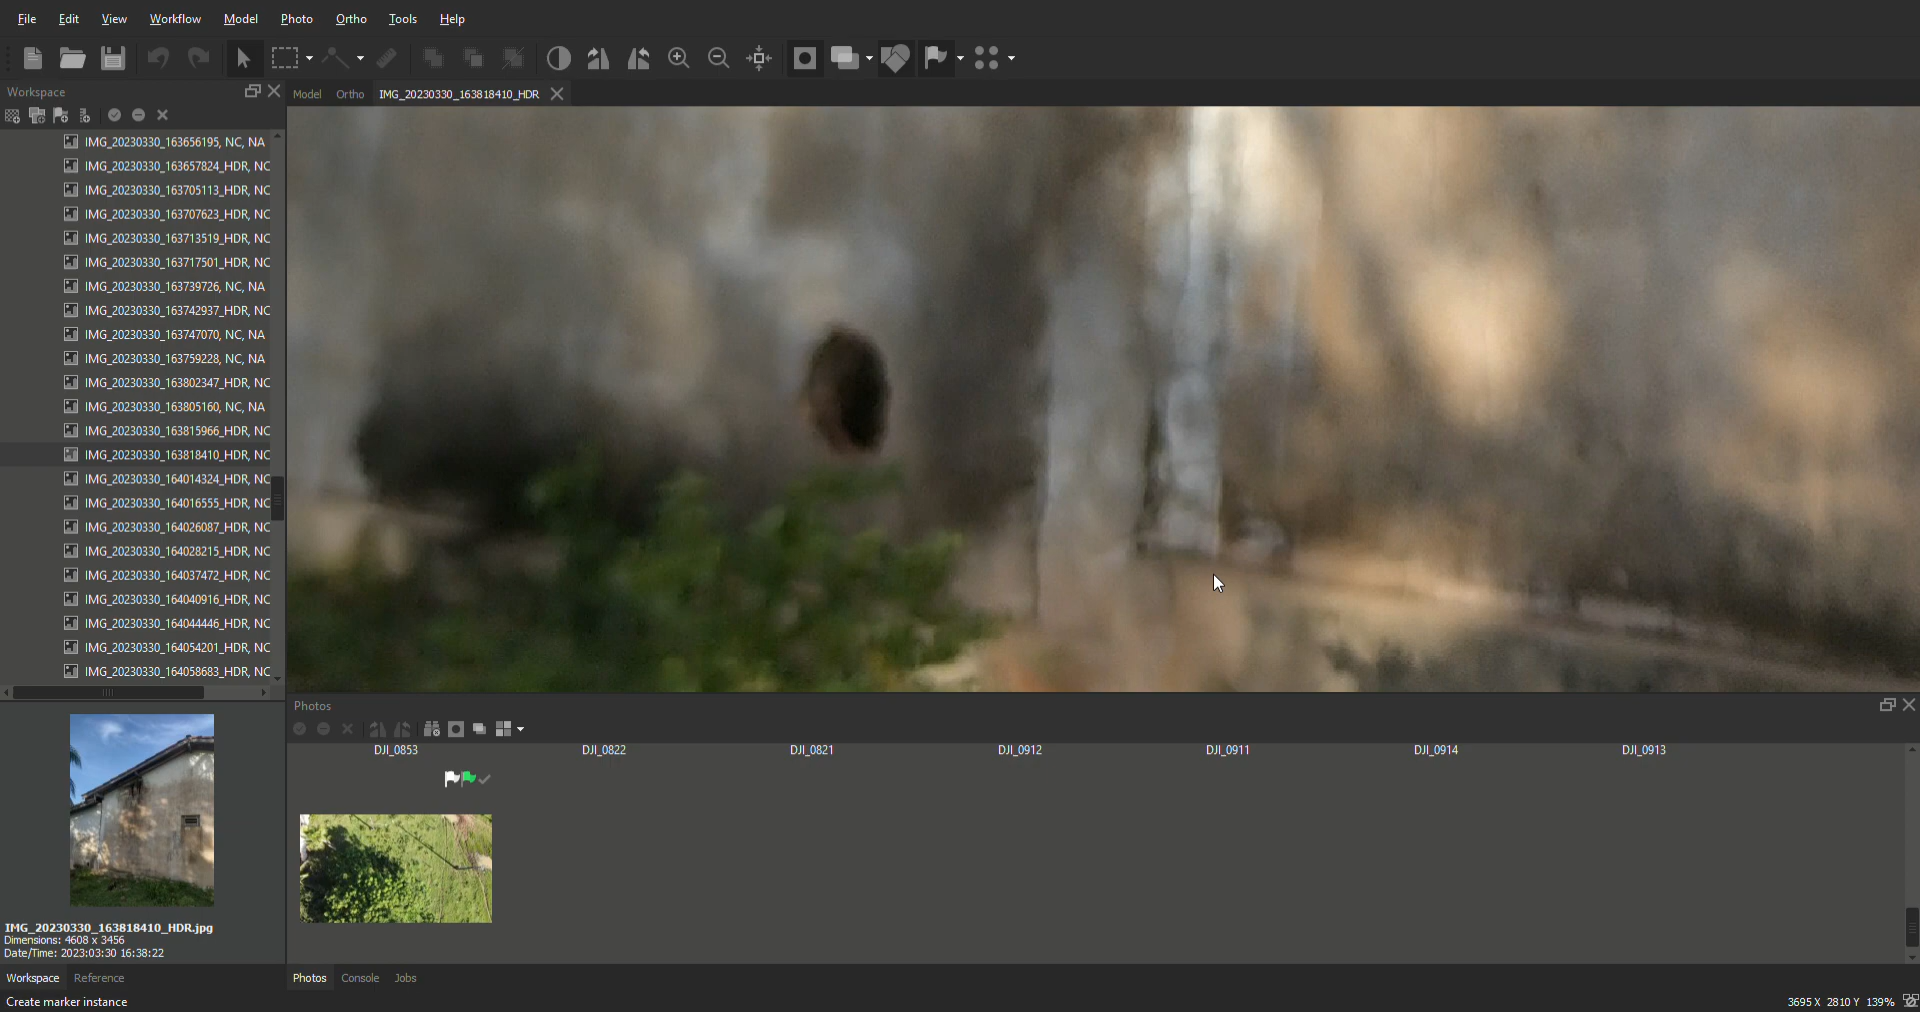 File Edit View Workflow Model Photo Ortho Tools Help
Workspace
Model Ortho IMG_20230330_163818410_HDR
IMG_20230330_163656195, NC, NA
IMG_20230330_163657824_HDR, NC
IMG_20230330_163705113_HDR, NC
IMG_20230330_163707623_HDR, NC
IMG_20230330_163713519_HDR, NC
IMG_20230330_163717501_HDR, NC
IMG_20230330_163739726, NC, NA
IMG_20230330_163742937_HDR, NC
IMG_20230330_163747070, NC, NA
IMG_20230330_163759228, NC, NA
IMG_20230330_163802347_HDR, NC
IMG_20230330_163805160, NC, NA
IMG_20230330_163815966_HDR, NC
IMG_20230330_163818410_HDR, NC
IMG_20230330_164014324_HDR, NC
IMG_20230330_164016555_HDR, NC
IMG_20230330_164026087_HDR, NC
IMG_20230330_164028215_HDR, NC
IMG_20230330_164037472_HDR, NC
IMG_20230330_164040916_HDR, NC
IMG_20230330_164044446_HDR, NC
IMG_20230330_164054201_HDR, NC
IMG_20230330_164058683_HDR, NC
Photos
DJI_0853 DJI_0822 DJI_0821 DJI_0912 DJI_0911 DJI_0914 DJI_0913
IMG_20230330_163818410_HDR.jpg
Dimensions: 4608 x 3456
Date/Time: 2023:03:30 16:38:22
Workspace Reference
Photos Console Jobs
Create marker instance
3695 X 2810 Y 139%